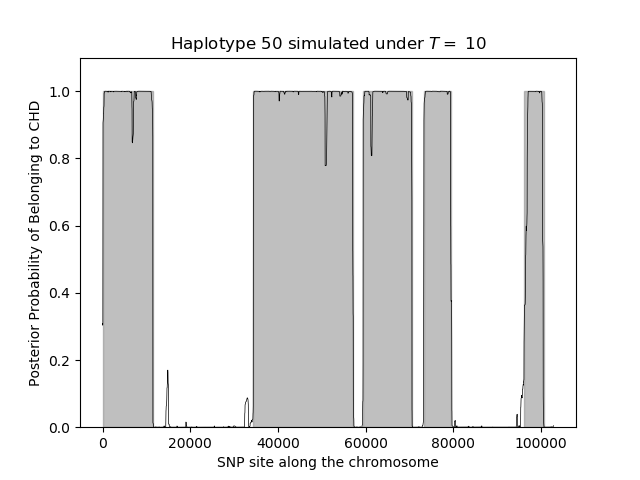 Haplotype 50 simulated under T = 10
Posterior Probability of Belonging to CHD
1.0
0.8
0.6
0.4
0.2
0.0
0 20000 40000 60000 80000 100000
SNP site along the chromosome